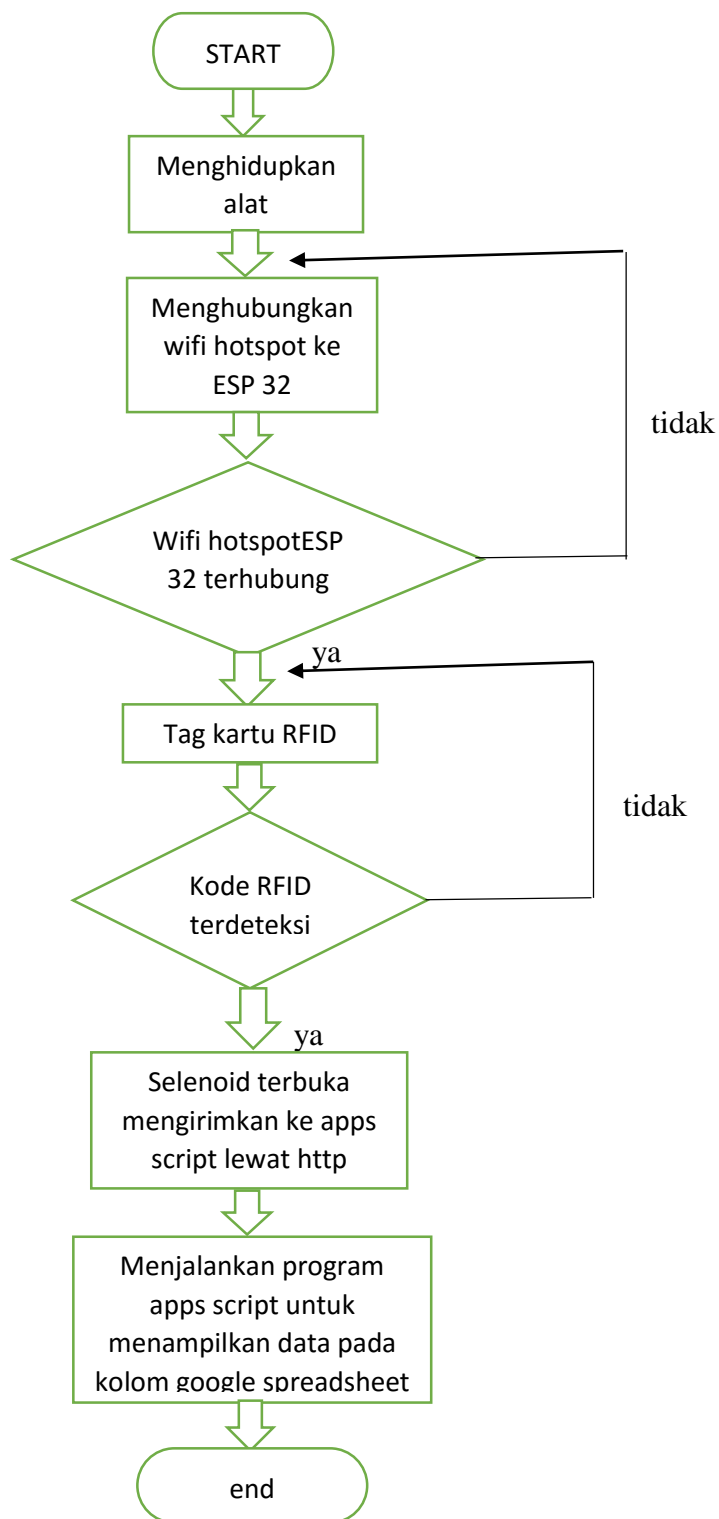 START
Menghidupkan
alat
Menghubungkan
wifi hotspot ke
ESP 32
tidak
Wifi hotspotESP
32 terhubung
ya
Tag kartu RFID
tidak
Kode RFID
terdeteksi
ya
Selenoid terbuka
mengirimkan ke apps
script lewat http
Menjalankan program
apps script untuk
menampilkan data pada
kolom google spreadsheet
end